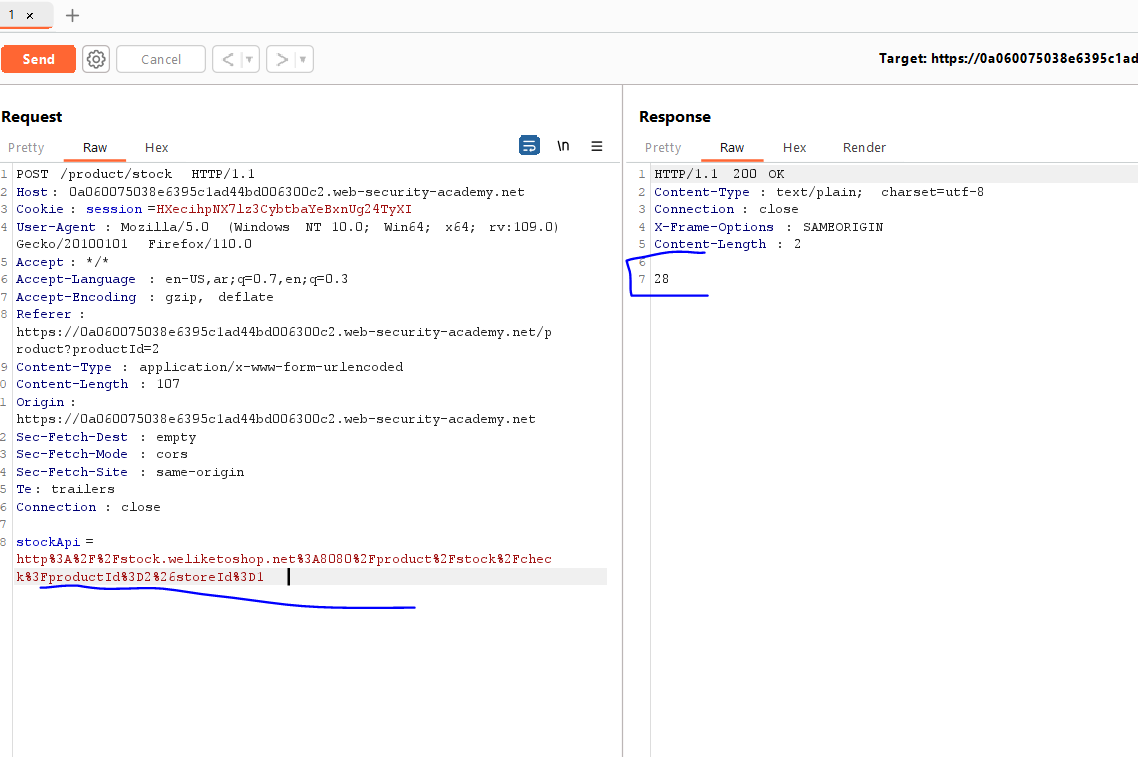 1 ×
Send
Cancel
Target: https://0a060075038e6395c1ad
Request
Pretty Raw Hex
\n
1 POST /product/stock HTTP/1.1
2 Host: 0a060075038e6395c1ad44bd006300c2.web-security-academy.net
3 Cookie: session=HXecihpNX7lz3CybtbaYeBxnUg24TyXI
4 User-Agent: Mozilla/5.0 (Windows NT 10.0; Win64; x64; rv:109.0)
Gecko/20100101 Firefox/110.0
5 Accept: */*
6 Accept-Language: en-US,ar;q=0.7,en;q=0.3
7 Accept-Encoding: gzip, deflate
8 Referer:
https://0a060075038e6395c1ad44bd006300c2.web-security-academy.net/p
roduct?productId=2
9 Content-Type: application/x-www-form-urlencoded
0 Content-Length: 107
1 Origin:
https://0a060075038e6395c1ad44bd006300c2.web-security-academy.net
2 Sec-Fetch-Dest: empty
3 Sec-Fetch-Mode: cors
4 Sec-Fetch-Site: same-origin
5 Te: trailers
6 Connection: close
7
8 stockApi=
http%3A%2F%2Fstock.weliketoshop.net%3A8080%2Fproduct%2Fstock%2Fchec
k%3FproductId%3D2%26storeId%3D1
Response
Pretty Raw Hex Render
1 HTTP/1.1 200 OK
2 Content-Type: text/plain; charset=utf-8
3 Connection: close
4 X-Frame-Options: SAMEORIGIN
5 Content-Length: 2
6
7 28